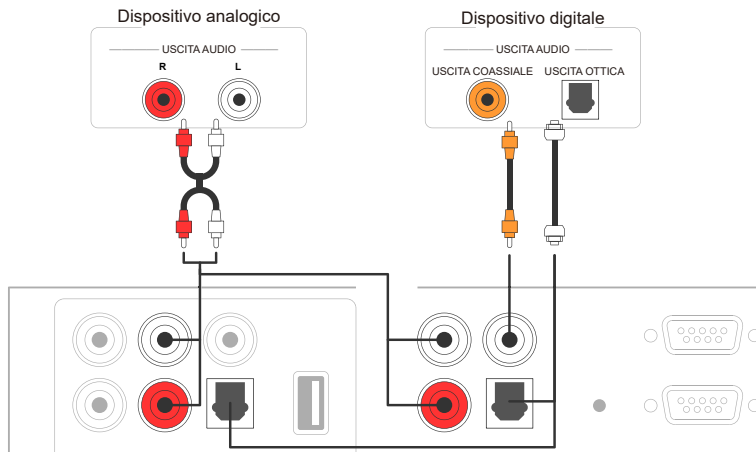 Dispositivo analogico
USCITA AUDIO
R
L
Dispositivo digitale
USCITA AUDIO
USCITA COASSIALE
USCITA OTTICA